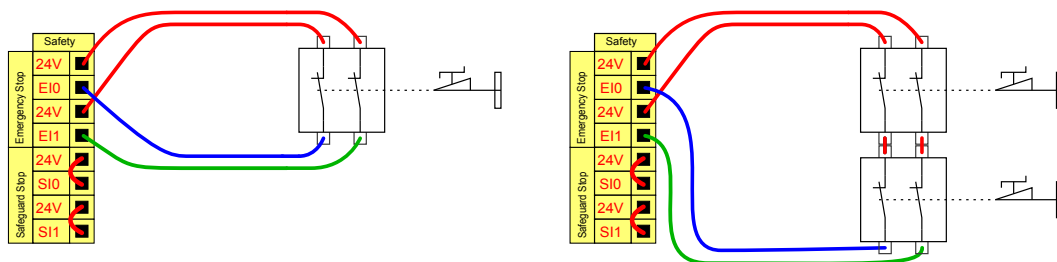 Safety
Emergency Stop
24V
EI0
24V
EI1
Safeguard Stop
24V
SI0
24V
SI1
Safety
Emergency Stop
24V
EI0
24V
EI1
Safeguard Stop
24V
SI0
24V
SI1